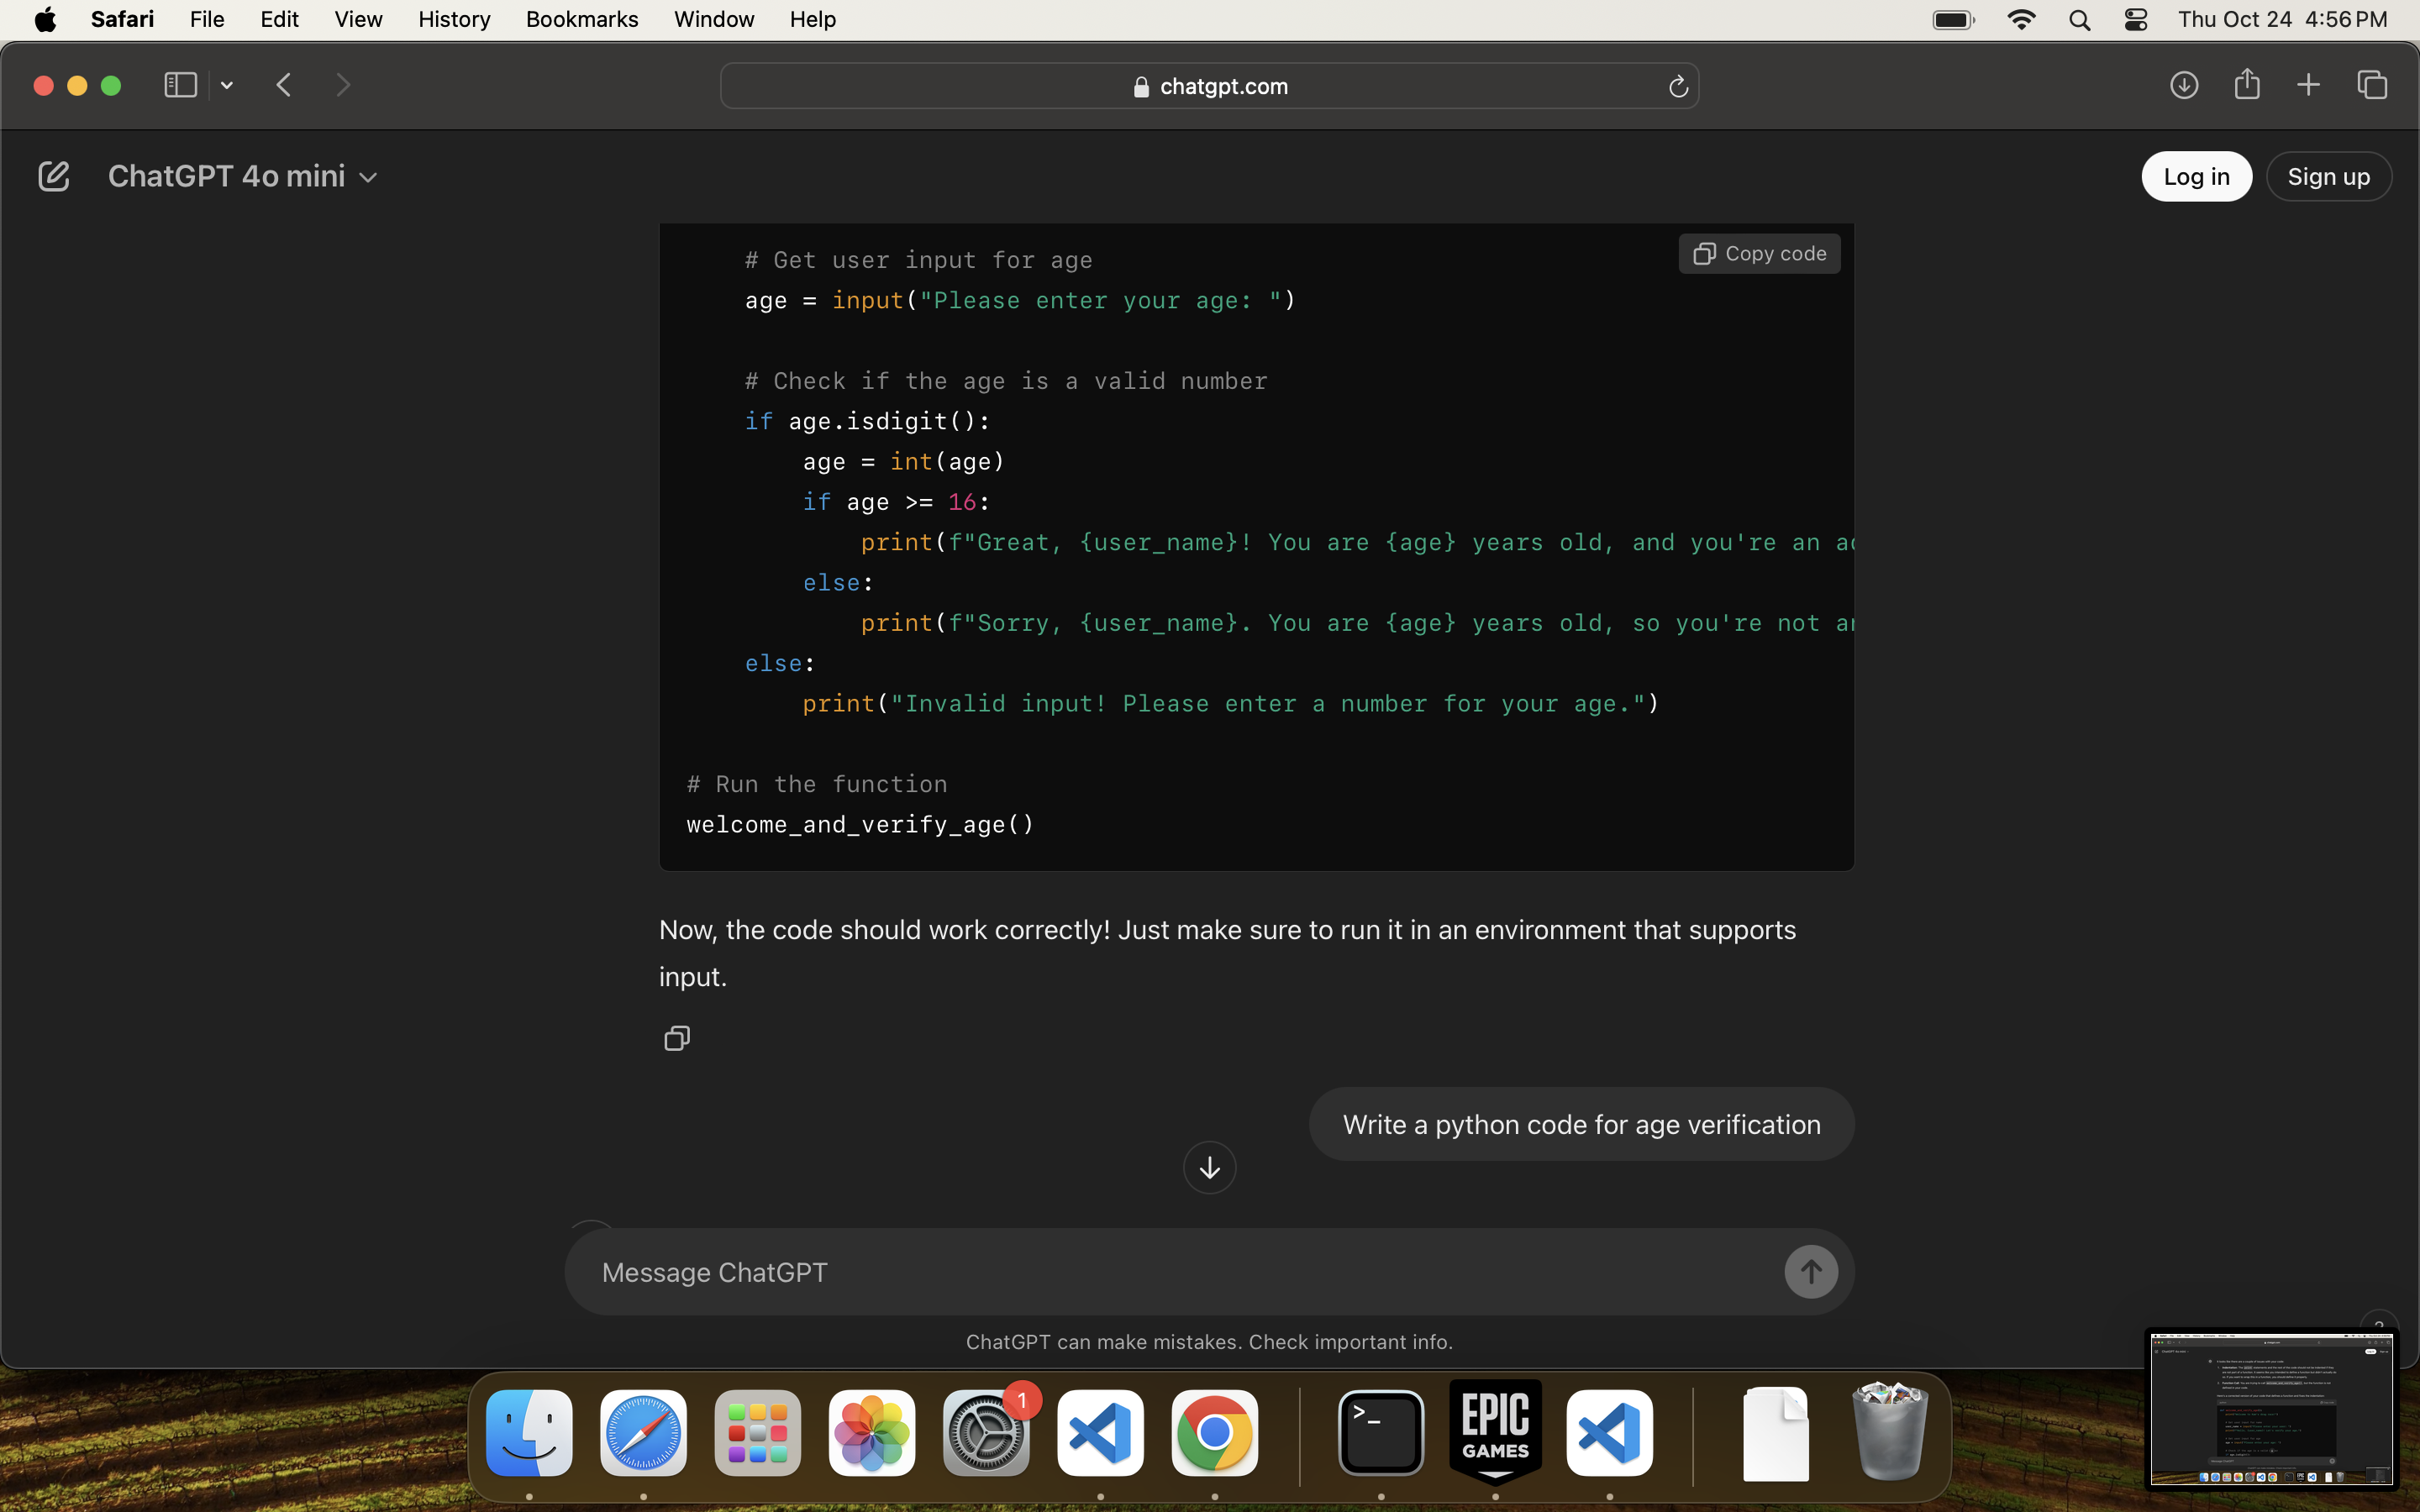 Safari File Edit View History Bookmarks Window Help Thu Oct 24 4:56 PM
chatgpt.com
ChatGPT 4o mini Log in Sign up
Copy code
# Get user input for age
age = input("Please enter your age: ")
# Check if the age is a valid number
if age.isdigit():
age = int(age)
if age >= 16:
print(f"Great, {user_name}! You are {age} years old, and you're an
else:
print(f"Sorry, {user_name}. You are {age} years old, so you're not
else:
print("Invalid input! Please enter a number for your age.")
# Run the function
welcome_and_verify_age()
Now, the code should work correctly! Just make sure to run it in an environment that supports
input.
Write a python code for age verification
Message ChatGPT
ChatGPT can make mistakes. Check important info.
1
>_
EPIC
GAMES